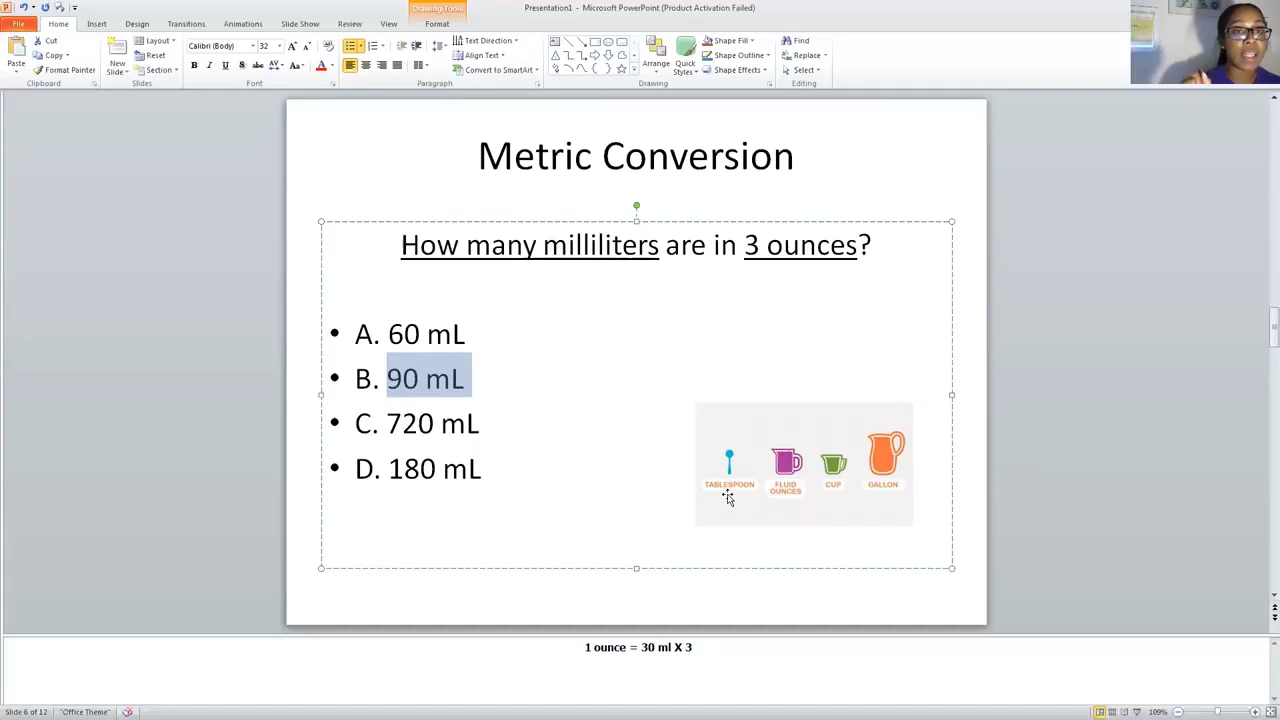 Presentation1 - Microsoft PowerPoint (Product Activation Failed)
Drawing Tools
File Home Insert Design Transitions Animations Slide Show Review View Format
Paste
Cut
Copy
Format Painter
Clipboard
New Slide
Layout
Reset
Section
Slides
Calibri (Body) 32
B I U S abc AV Aa A
Font
Text Direction
Align Text
Convert to SmartArt
Paragraph
Arrange
Quick Styles
Shape Fill
Shape Outline
Shape Effects
Drawing
Find
Replace
Select
Editing
Metric Conversion
How many milliliters are in 3 ounces?
• A. 60 mL
• B. 90 mL
• C. 720 mL
• D. 180 mL
TABLESPOON
FLUID OUNCES
CUP
GALLON
1 ounce = 30 ml X 3
Slide 6 of 12 "Office Theme" 109%